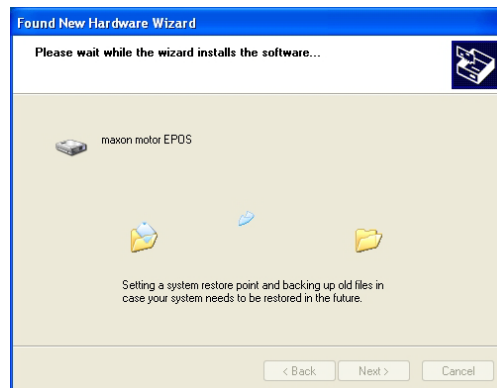 Found New Hardware Wizard
Please wait while the wizard installs the software...
maxon motor EPOS
Setting a system restore point and backing up old files in
case your system needs to be restored in the future.
< Back
Next >
Cancel